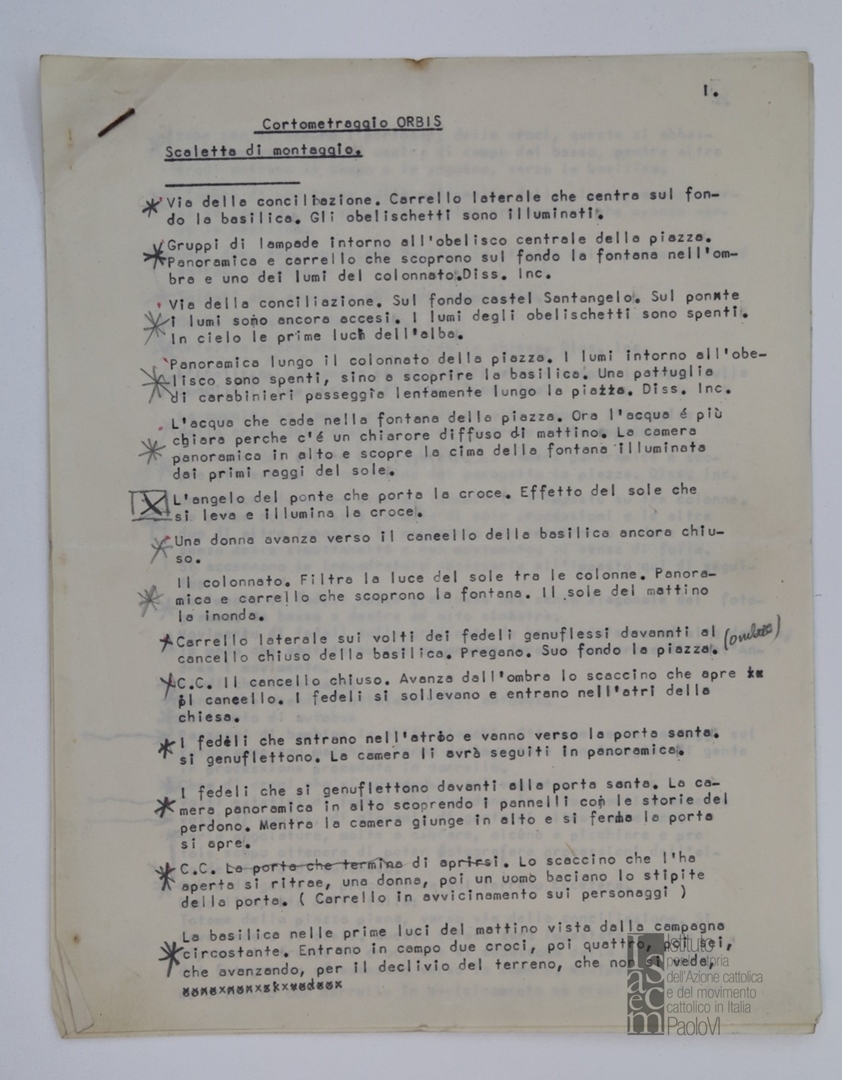 1.
Cortometraggio ORBIS
Scaletta di montaggio.
Via della conciliazione. Carrello laterale che centra sul fon-
do la basilica. Gli obelischetti sono illuminati.
Gruppi di lampade intorno all'obelisco centrale della piazza.
Panoramica e carrello che scoprono sul fondo la fontana nell'om-
bra e uno dei lumi del colonnato.Diss. Inc.
Via della conciliazione. Sul fondo castel Santangelo. Sul ponnte
i lumi sono ancora accesi. I lumi degli obelischetti sono spenti.
In cielo le prime luci dell'alba.
Panoramica lungo il colonnato della piazza. I lumi intorno all'obe-
lisco sono spenti, sino a scoprire la basilica. Una pattuglia
di carabinieri passeggia lentamente lungo la piazza. Diss. Inc.
L'acqua che cade nella fontana della piazza. Ora l'acqua é più
chiara perche c'é un chiarore diffuso di mattino. La camera
panoramica in alto e scopre la cima della fontana illuminata
dai primi raggi del sole.
L'angelo del ponte che porta la croce. Effetto del sole che
si leva e illumina la croce.
Una donna avanza verso il caneello della basilica ancora chiu-
so.
Il colonnato. Filtra la luce del sole tra le colonne. Panora-
mica e carrello che scoprono la fontana. Il sole del mattino
la inonda.
Carrello laterale sui volti dei fedeli genuflessi davannti al
cancello chiuso della basilica. Pregano. Suo fondo la piazza.
C.C. Il cancello chiuso. Avanza dall'ombra lo scaccino che apre
il caneello. I fedeli si sollevano e entrano nell'atri della
chiesa.
I fedeli che sntrano nell'atrio e vanno verso la porta santa.
si genuflettono. La camera li avrà seguiti in panoramica.
I fedeli che si genuflettono davanti alla porta santa. La ca-
mera panoramica in alto scoprendo i pannelli con le storie del
perdono. Mentra la camera giunge in alto e si ferma la porta
si apre.
C.C. La porta che termina di aprirsi. Lo scaccino che l'ha
aperta si ritrae, una donna, poi un uomo baciano lo stipite
della porta. ( Carrello in avvicinamento sui personaggi )
La basilica nelle prime luci del mattino vista dalla campagna
circostante. Entrano in campo due croci, poi quattro, poi sei,
che avanzando, per il declivio del terreno, che non si vede,
isacem
Istituto
per la storia
dell'Azione cattolica
e del movimento
cattolico in Italia
PaoloVI